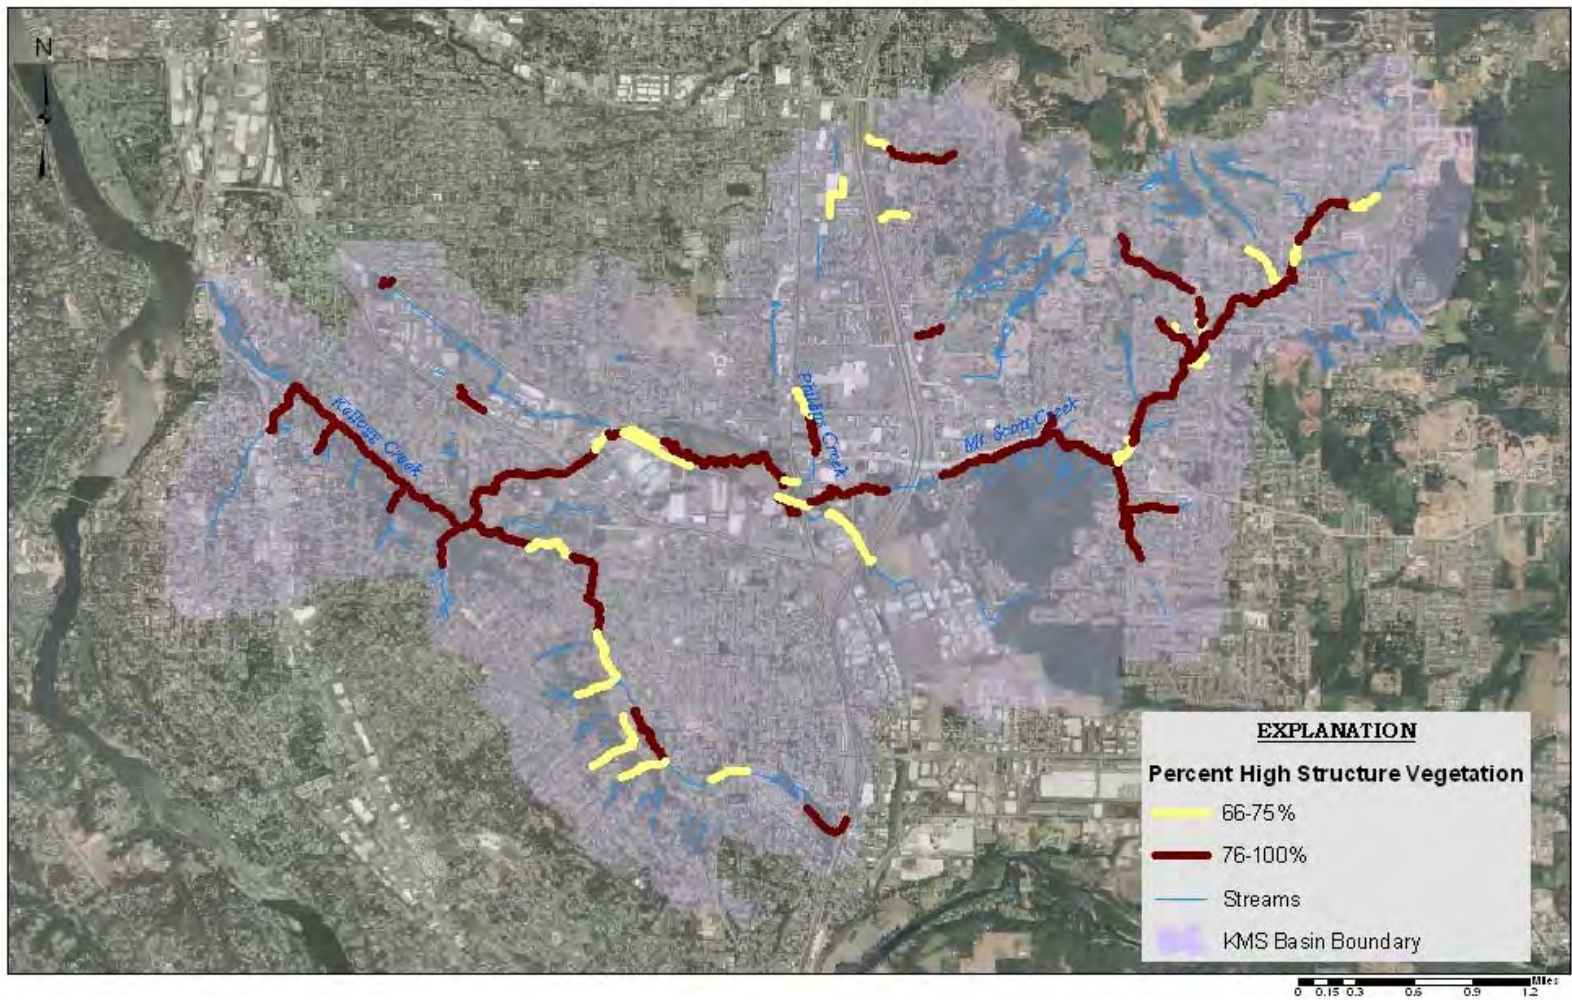 N
Kellogg Creek
Phillips Creek
Mt. Scott Creek
EXPLANATION
Percent High Structure Vegetation
66-75%
76-100%
Streams
KMS Basin Boundary
Miles
0 0.15 0.3 0.6 0.9 1.2